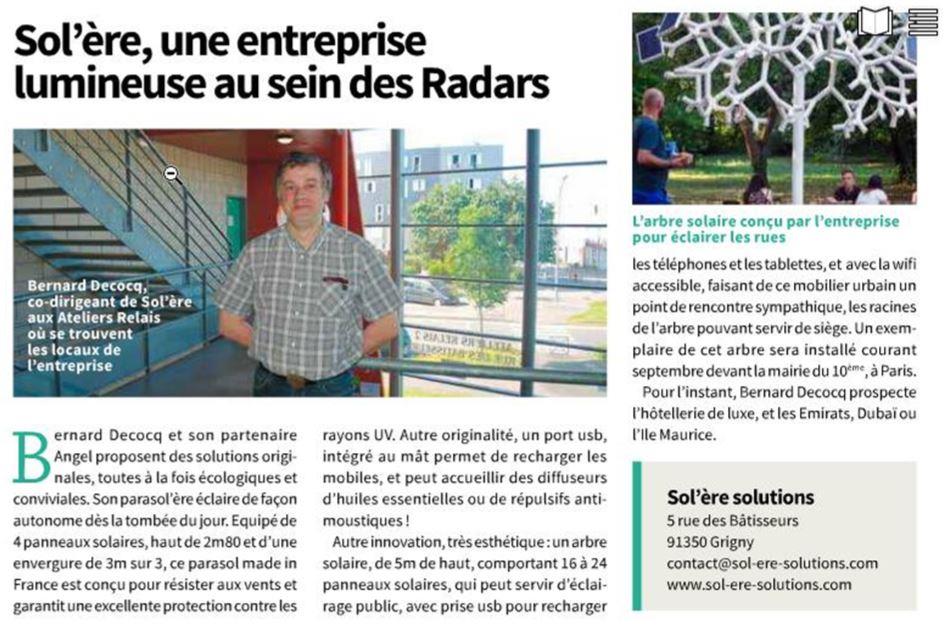 Sol'ère, une entreprise
lumineuse au sein des Radars
Bernard Decocq,
co-dirigeant de Sol'ère
aux Ateliers Relais
où se trouvent
les locaux de
l'entreprise
ATELIERS RELAIS 2
Bernard Decocq et son partenaire
Angel proposent des solutions origi-
nales, toutes à la fois écologiques et
conviviales. Son parasol'ère éclaire de façon
autonome dès la tombée du jour. Equipé de
4 panneaux solaires, haut de 2m80 et d'une
envergure de 3m sur 3, ce parasol made in
France est conçu pour résister aux vents et
garantit une excellente protection contre les
rayons UV. Autre originalité, un port usb,
intégré au mât permet de recharger les
mobiles, et peut accueillir des diffuseurs
d'huiles essentielles ou de répulsifs anti-
moustiques !
Autre innovation, très esthétique : un arbre
solaire, de 5m de haut, comportant 16 à 24
panneaux solaires, qui peut servir d'éclai-
rage public, avec prise usb pour recharger
L'arbre solaire conçu par l'entreprise
pour éclairer les rues
les téléphones et les tablettes, et avec la wifi
accessible, faisant de ce mobilier urbain un
point de rencontre sympathique, les racines
de l'arbre pouvant servir de siège. Un exem-
plaire de cet arbre sera installé courant
septembre devant la mairie du 10ème, à Paris.
Pour l'instant, Bernard Decocq prospecte
l'hôtellerie de luxe, et les Emirats, Dubaï ou
l'Ile Maurice.
Sol'ère solutions
5 rue des Bâtisseurs
91350 Grigny
contact@sol-ere-solutions.com
www.sol-ere-solutions.com